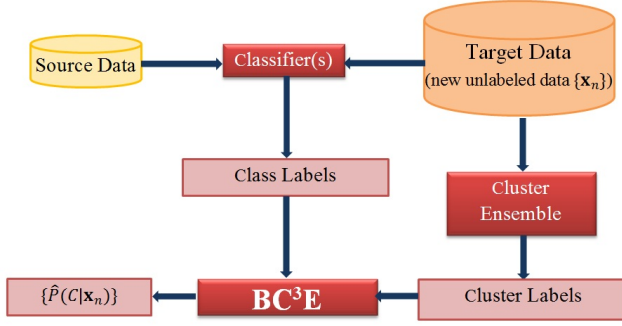 Source Data
Classifier(s)
Target Data
(new unlabeled data {𝐱ₙ})
Class Labels
Cluster
Ensemble
{P̂(C|𝐱ₙ)}
BC³E
Cluster Labels